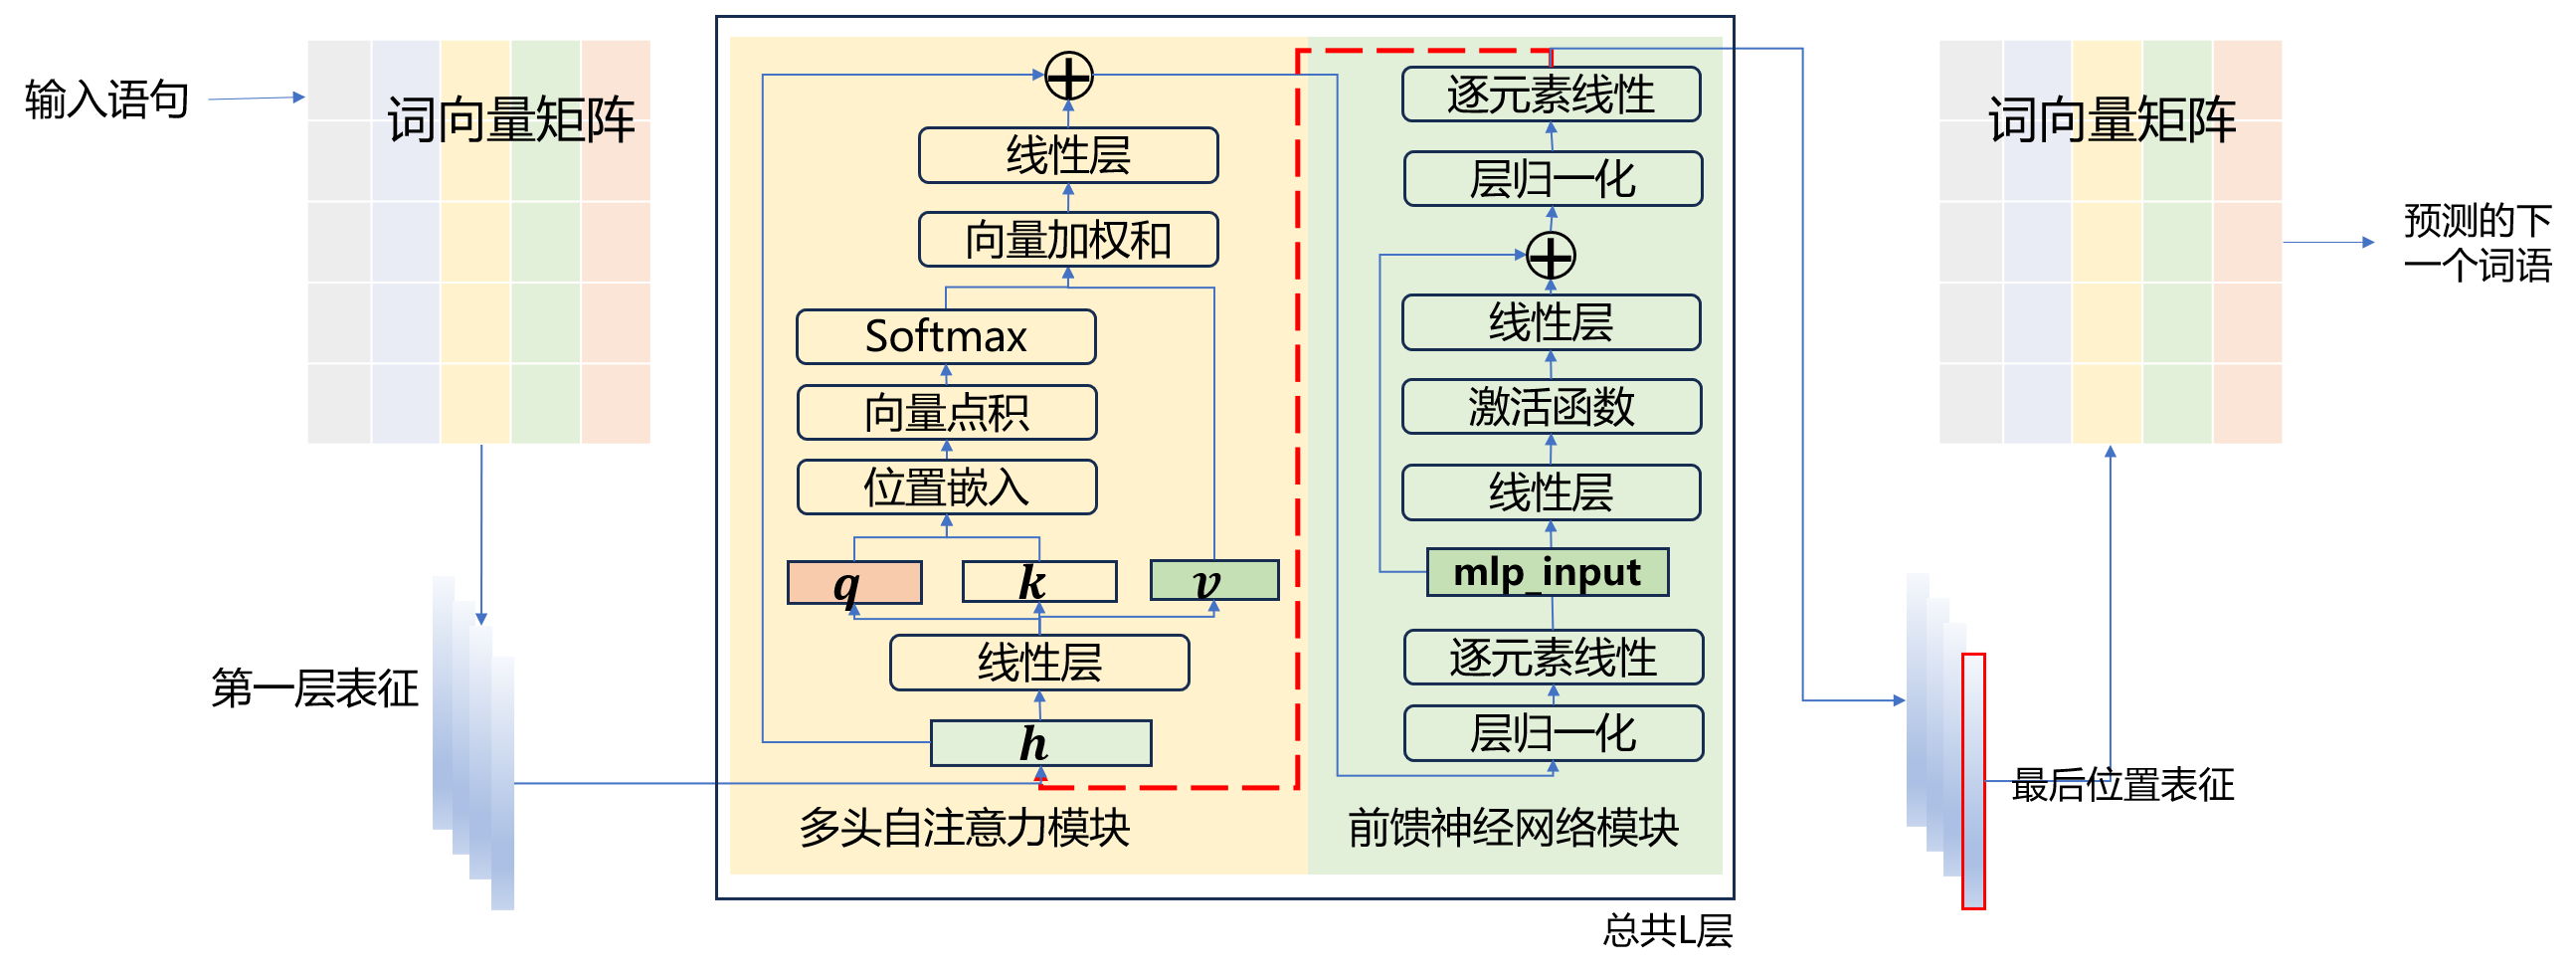 输入语句
词向量矩阵
第一层表征
线性层
向量加权和
Softmax
向量点积
位置嵌入
q
k
v
线性层
h
多头自注意力模块
逐元素线性
层归一化
线性层
激活函数
线性层
mlp_input
逐元素线性
层归一化
前馈神经网络模块
总共L层
词向量矩阵
预测的下
一个词语
最后位置表征